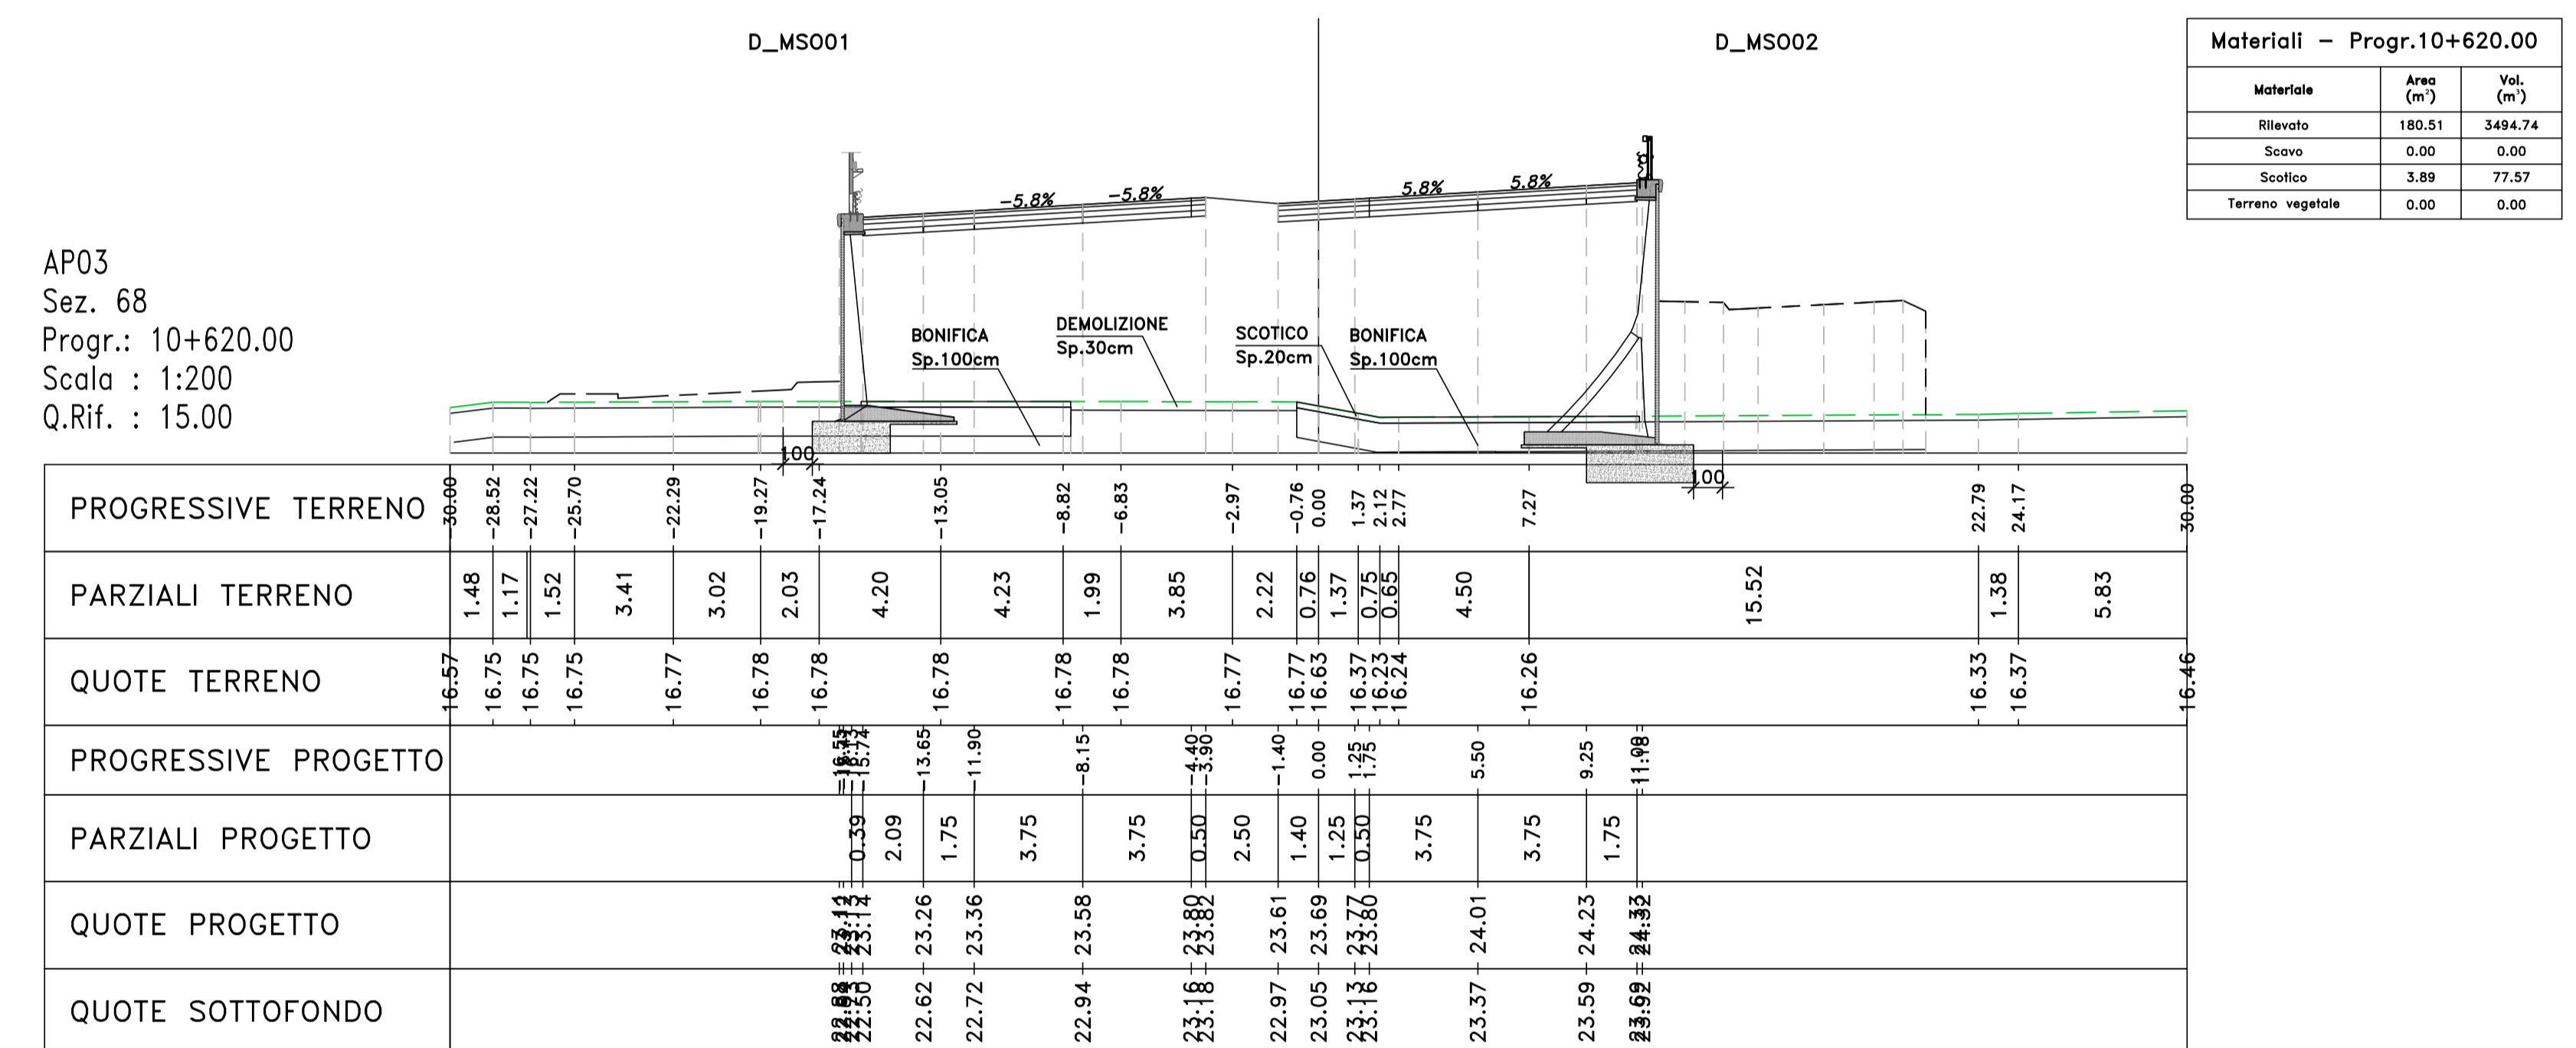 D_MS001
D_MS002
Materiali - Progr.10+620.00
Materiale Area (m²) Vol. (m³)
Rilevato 180.51 3494.74
Scavo 0.00 0.00
Scotico 3.89 77.57
Terreno vegetale 0.00 0.00
-5.8% -5.8% 5.8% 5.8%
AP03
Sez. 68
Progr.: 10+620.00
Scala : 1:200
Q.Rif. : 15.00
BONIFICA
Sp.100cm
DEMOLIZIONE
Sp.30cm
SCOTICO
Sp.20cm
BONIFICA
Sp.100cm
100
100
PROGRESSIVE TERRENO -30.00 -28.52 -27.22 -25.70 -22.29 -19.27 -17.24 -13.05 -8.82 -6.83 -2.97 -0.76 0.00 1.37 2.12 2.77 7.27 22.79 24.17 30.00
PARZIALI TERRENO 1.48 1.17 1.52 3.41 3.02 2.03 4.20 4.23 1.99 3.85 2.22 0.76 1.37 0.75 0.65 4.50 15.52 1.38 5.83
QUOTE TERRENO 16.57 16.75 16.75 16.75 16.77 16.78 16.78 16.78 16.78 16.78 16.77 16.77 16.63 16.37 16.23 16.24 16.26 16.33 16.37 16.46
PROGRESSIVE PROGETTO -16.55 -15.74 -13.65 -11.90 -8.15 -4.40 -3.90 -1.40 0.00 1.25 1.75 5.50 9.25 11.00 11.18
PARZIALI PROGETTO 0.39 2.09 1.75 3.75 3.75 0.50 2.50 1.40 1.25 0.50 3.75 3.75 1.75
QUOTE PROGETTO 23.14 23.26 23.36 23.58 23.80 23.82 23.61 23.69 23.77 23.80 24.01 24.23
QUOTE SOTTOFONDO 22.50 22.62 22.72 22.94 23.16 23.18 22.97 23.05 23.13 23.16 23.37 23.59